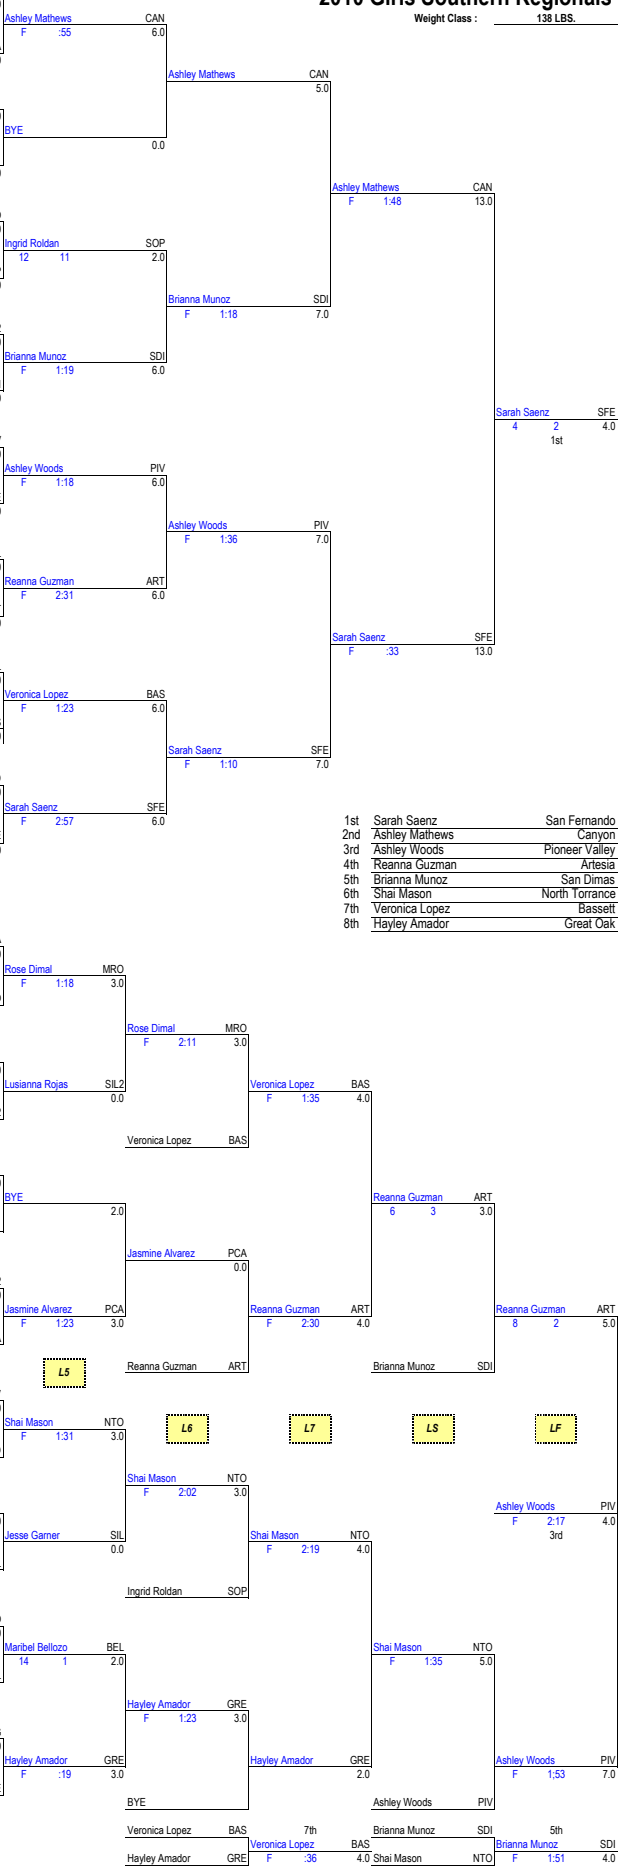 2010 Girls Southern Regionals
Weight Class : 138 LBS.
Ashley Mathews CAN
F :55 6.0
Ashley Mathews CAN
5.0
BYE
0.0
Ashley Mathews CAN
F 1:48 13.0
Ingrid Roldan SOP
12 11 2.0
Brianna Munoz SDI
F 1:18 7.0
Brianna Munoz SDI
F 1:19 6.0
Sarah Saenz SFE
4 2 4.0
1st
Ashley Woods PIV
F 1:18 6.0
Ashley Woods PIV
F 1:36 7.0
Reanna Guzman ART
F 2:31 6.0
Sarah Saenz SFE
F :33 13.0
Veronica Lopez BAS
F 1:23 6.0
Sarah Saenz SFE
F 1:10 7.0
Sarah Saenz SFE
F 2:57 6.0
1st Sarah Saenz San Fernando
2nd Ashley Mathews Canyon
3rd Ashley Woods Pioneer Valley
4th Reanna Guzman Artesia
5th Brianna Munoz San Dimas
6th Shai Mason North Torrance
7th Veronica Lopez Bassett
8th Hayley Amador Great Oak
Rose Dimal MRO
F 1:18 3.0
Rose Dimal MRO
F 2:11 3.0
Lusianna Rojas SIL2
0.0
Veronica Lopez BAS
F 1:35 4.0
Veronica Lopez BAS
BYE
2.0
Reanna Guzman ART
6 3 3.0
Jasmine Alvarez PCA
0.0
Jasmine Alvarez PCA
F 1:23 3.0
Reanna Guzman ART
F 2:30 4.0
Reanna Guzman ART
8 2 5.0
Reanna Guzman ART
Brianna Munoz SDI
L5
L6 L7 LS LF
Shai Mason NTO
F 1:31 3.0
Shai Mason NTO
F 2:02 3.0
Ashley Woods PIV
F 2:17 4.0
3rd
Jesse Garner SIL
0.0
Shai Mason NTO
F 2:19 4.0
Ingrid Roldan SOP
Maribel Bellozo BEL
14 1 2.0
Shai Mason NTO
F 1:35 5.0
Hayley Amador GRE
F 1:23 3.0
Hayley Amador GRE
F :19 3.0
Hayley Amador GRE
2.0
Ashley Woods PIV
F 1;53 7.0
BYE
Ashley Woods PIV
Veronica Lopez BAS 7th Brianna Munoz SDI 5th
Veronica Lopez BAS Brianna Munoz SDI
Hayley Amador GRE F :36 4.0 Shai Mason NTO F 1:51 4.0